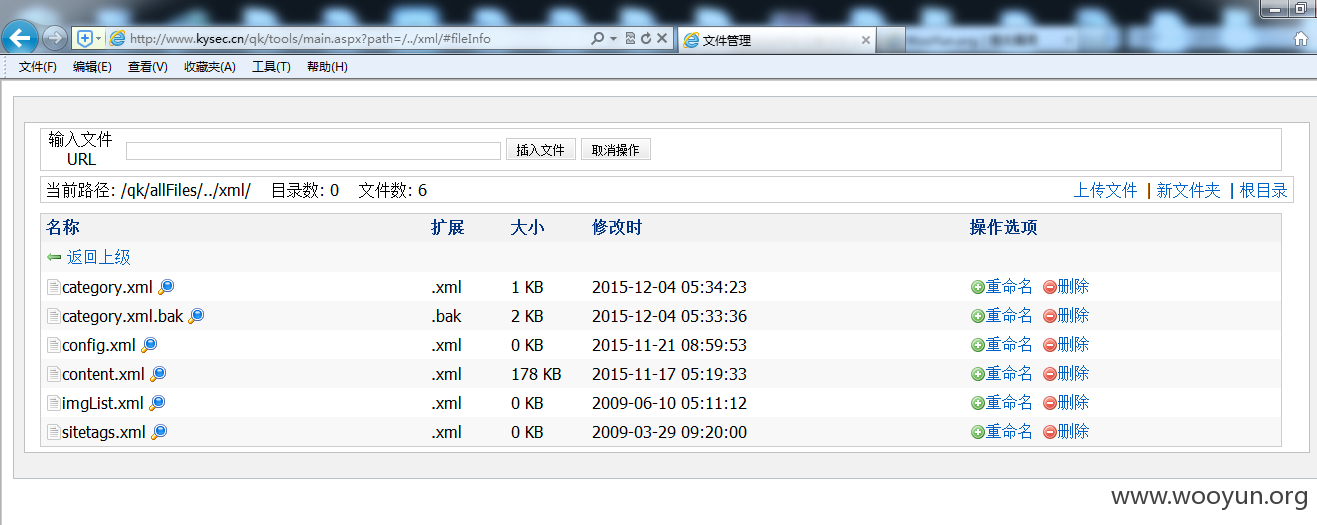 http://www.kysec.cn/qk/tools/main.aspx?path=/../xml/#fileInfo
文件管理
文件(F) 编辑(E) 查看(V) 收藏夹(A) 工具(T) 帮助(H)
输入文件
URL
插入文件 取消操作
当前路径: /qk/allFiles/../xml/ 目录数: 0 文件数: 6 上传文件 | 新文件夹 | 根目录
名称 扩展 大小 修改时 操作选项
返回上级
category.xml .xml 1 KB 2015-12-04 05:34:23 重命名 删除
category.xml.bak .bak 2 KB 2015-12-04 05:33:36 重命名 删除
config.xml .xml 0 KB 2015-11-21 08:59:53 重命名 删除
content.xml .xml 178 KB 2015-11-17 05:19:33 重命名 删除
imgList.xml .xml 0 KB 2009-06-10 05:11:12 重命名 删除
sitetags.xml .xml 0 KB 2009-03-29 09:20:00 重命名 删除
www.wooyun.org